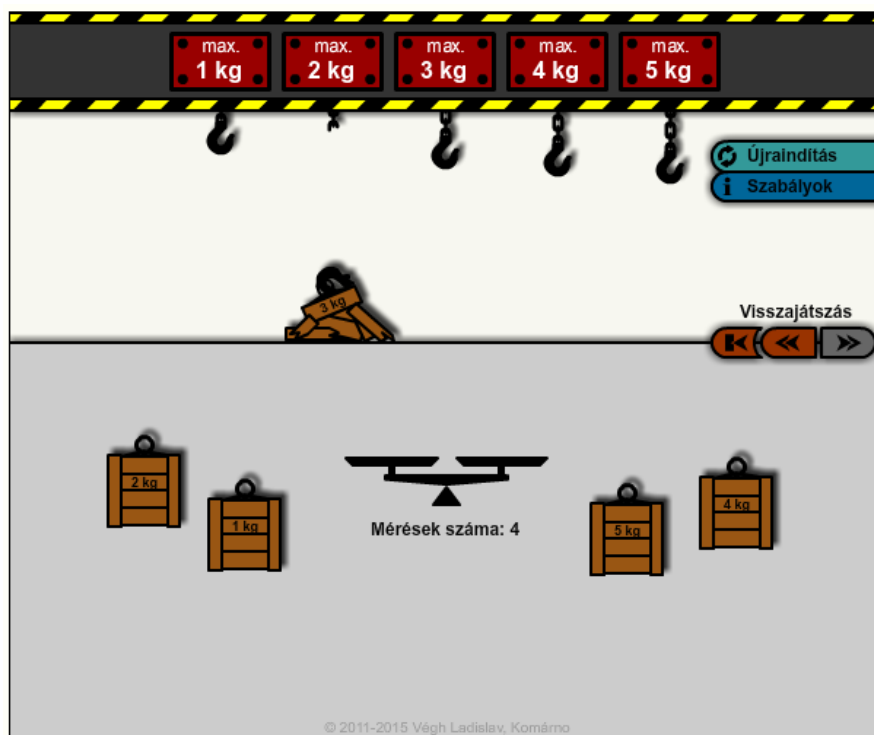 max.
1 kg
max.
2 kg
max.
3 kg
max.
4 kg
max.
5 kg
Újraindítás
Szabályok
3 kg
Visszajátszás
2 kg
1 kg
5 kg
4 kg
Mérések száma: 4
© 2011-2015 Végh Ladislav, Komárno